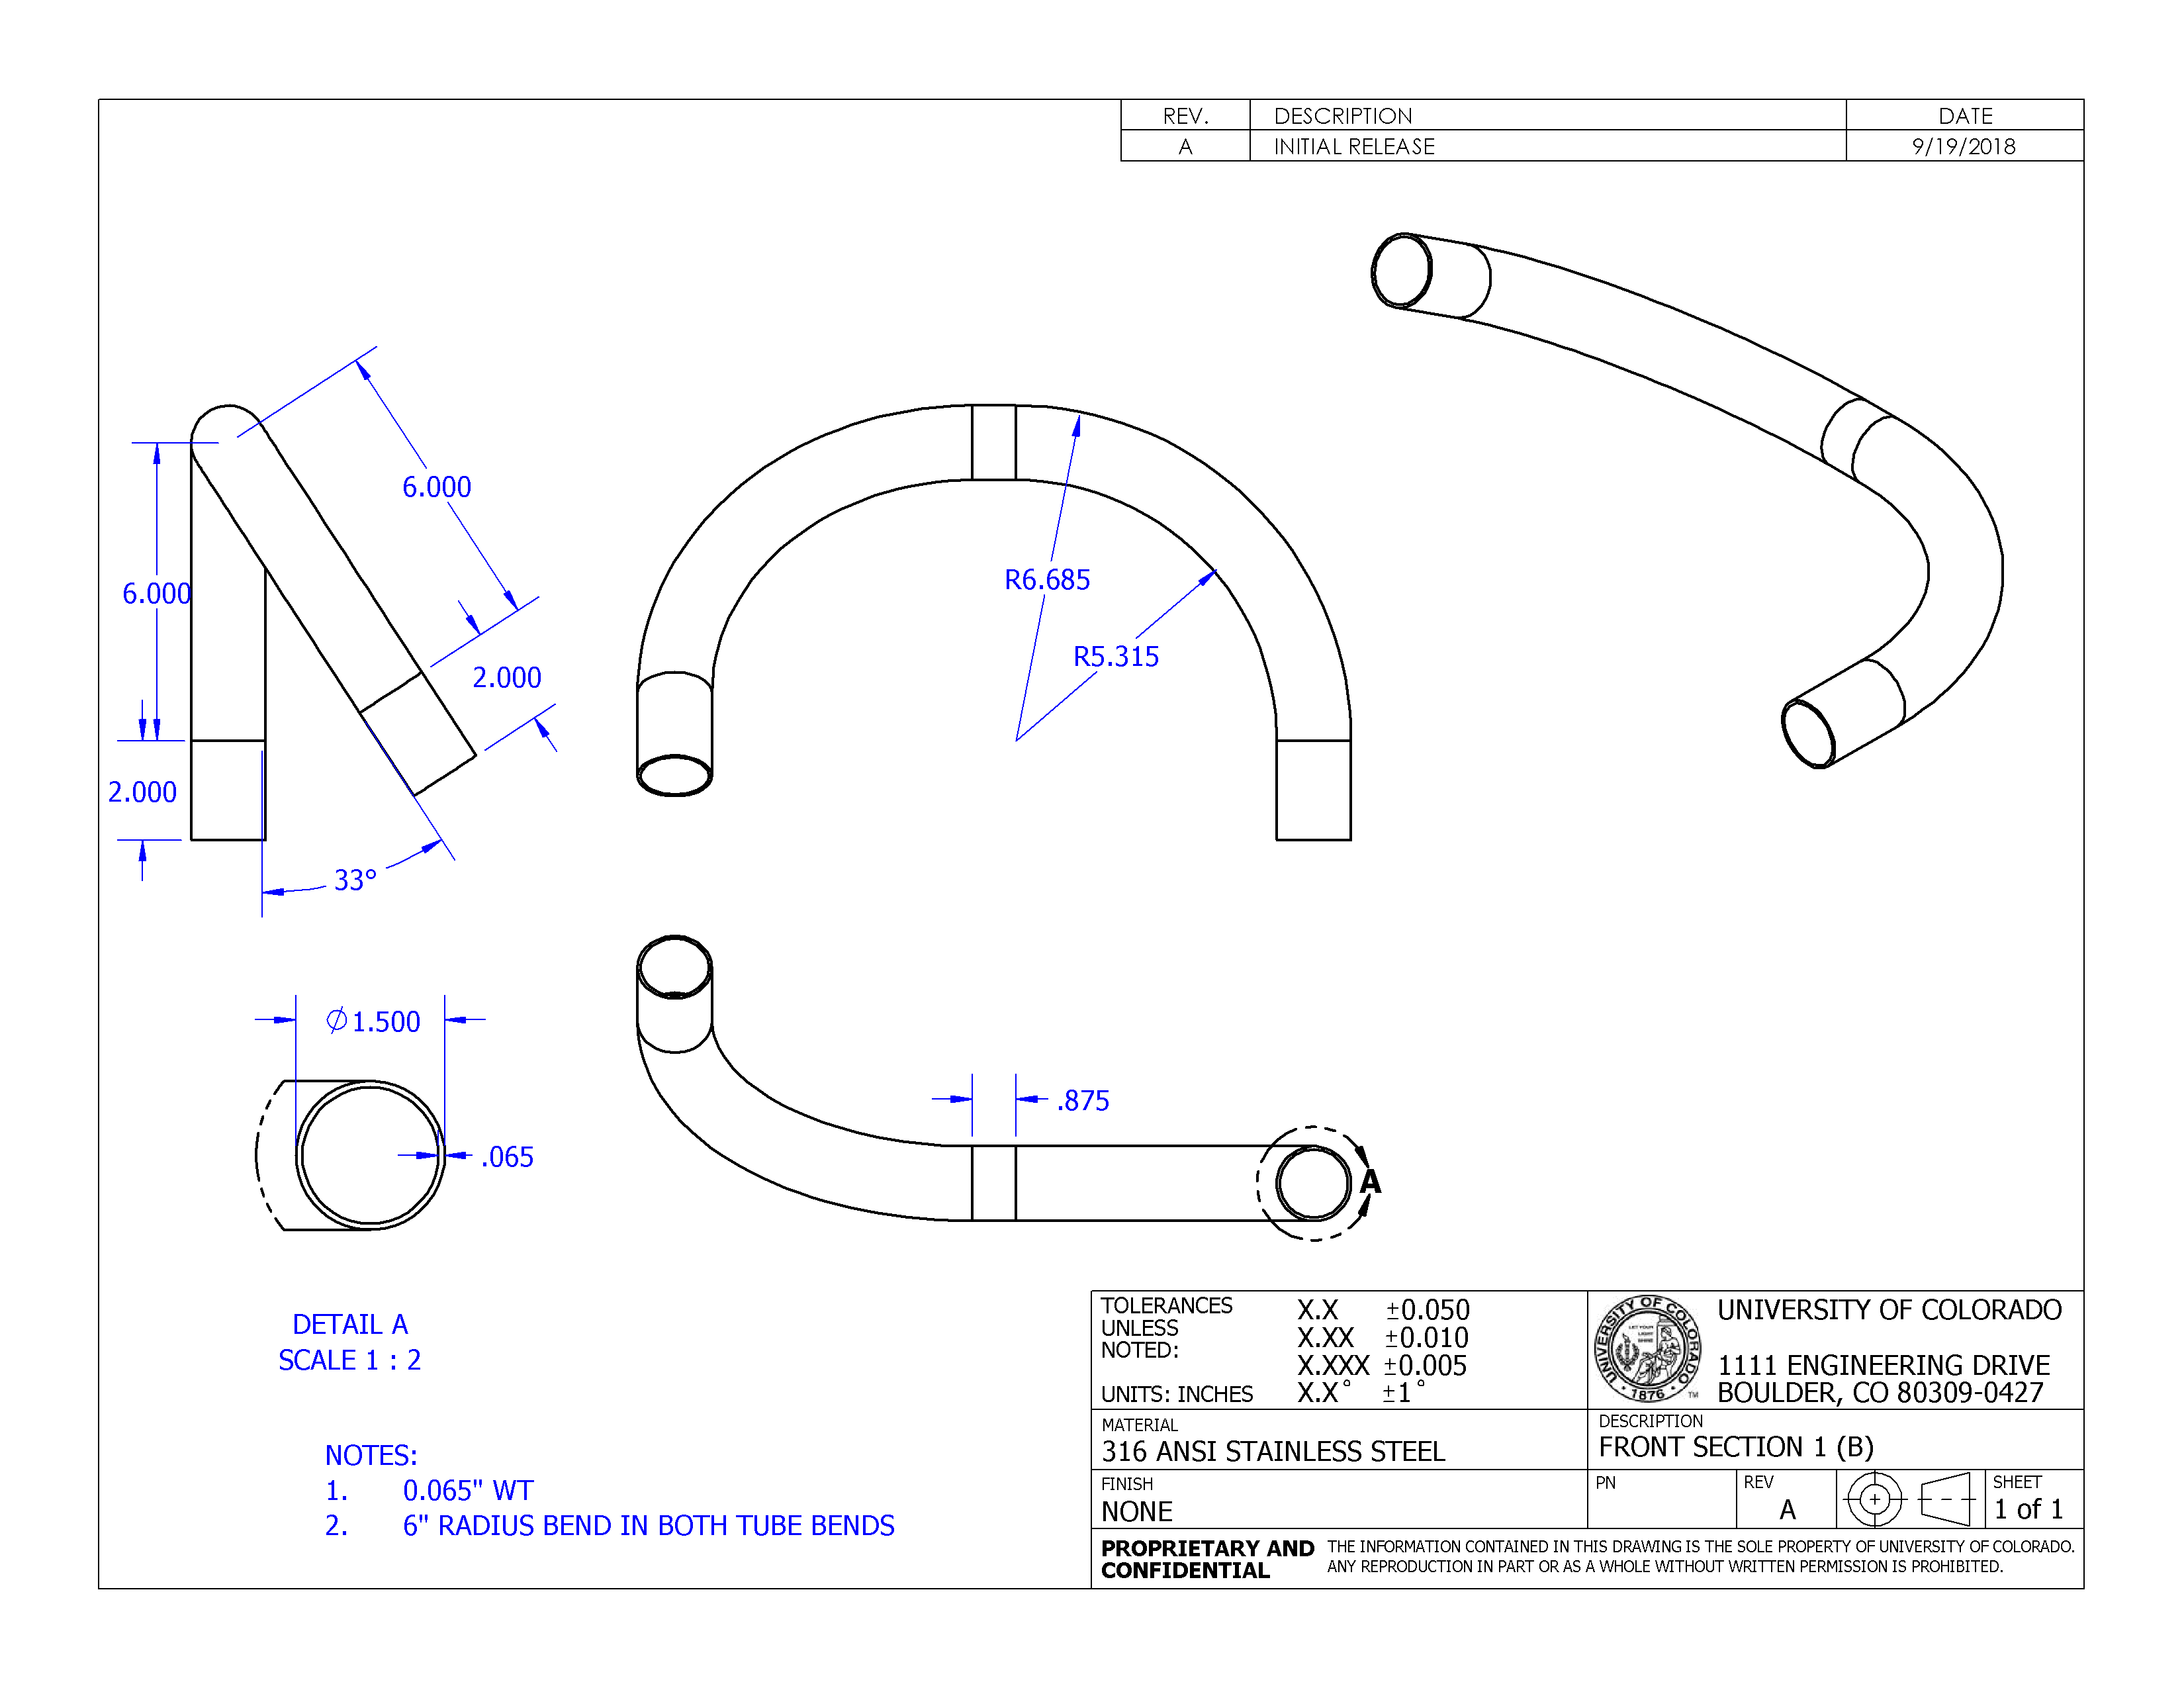 REV. DESCRIPTION DATE
A INITIAL RELEASE 9/19/2018
6.000
6.000
2.000
2.000
33°
R6.685
R5.315
∅1.500
.065
.875
A
DETAIL A
SCALE 1 : 2
NOTES:
1. 0.065" WT
2. 6" RADIUS BEND IN BOTH TUBE BENDS
TOLERANCES
UNLESS
NOTED:
UNITS: INCHES
X.X ±0.050
X.XX ±0.010
X.XXX ±0.005
X.X° ±1°
UNIVERSITY OF COLORADO
LET YOUR
LIGHT
SHINE
1876
TM
UNIVERSITY OF COLORADO
1111 ENGINEERING DRIVE
BOULDER, CO 80309-0427
MATERIAL
316 ANSI STAINLESS STEEL
DESCRIPTION
FRONT SECTION 1 (B)
FINISH
NONE
PN
REV
A
SHEET
1 of 1
PROPRIETARY AND
CONFIDENTIAL
THE INFORMATION CONTAINED IN THIS DRAWING IS THE SOLE PROPERTY OF UNIVERSITY OF COLORADO.
ANY REPRODUCTION IN PART OR AS A WHOLE WITHOUT WRITTEN PERMISSION IS PROHIBITED.